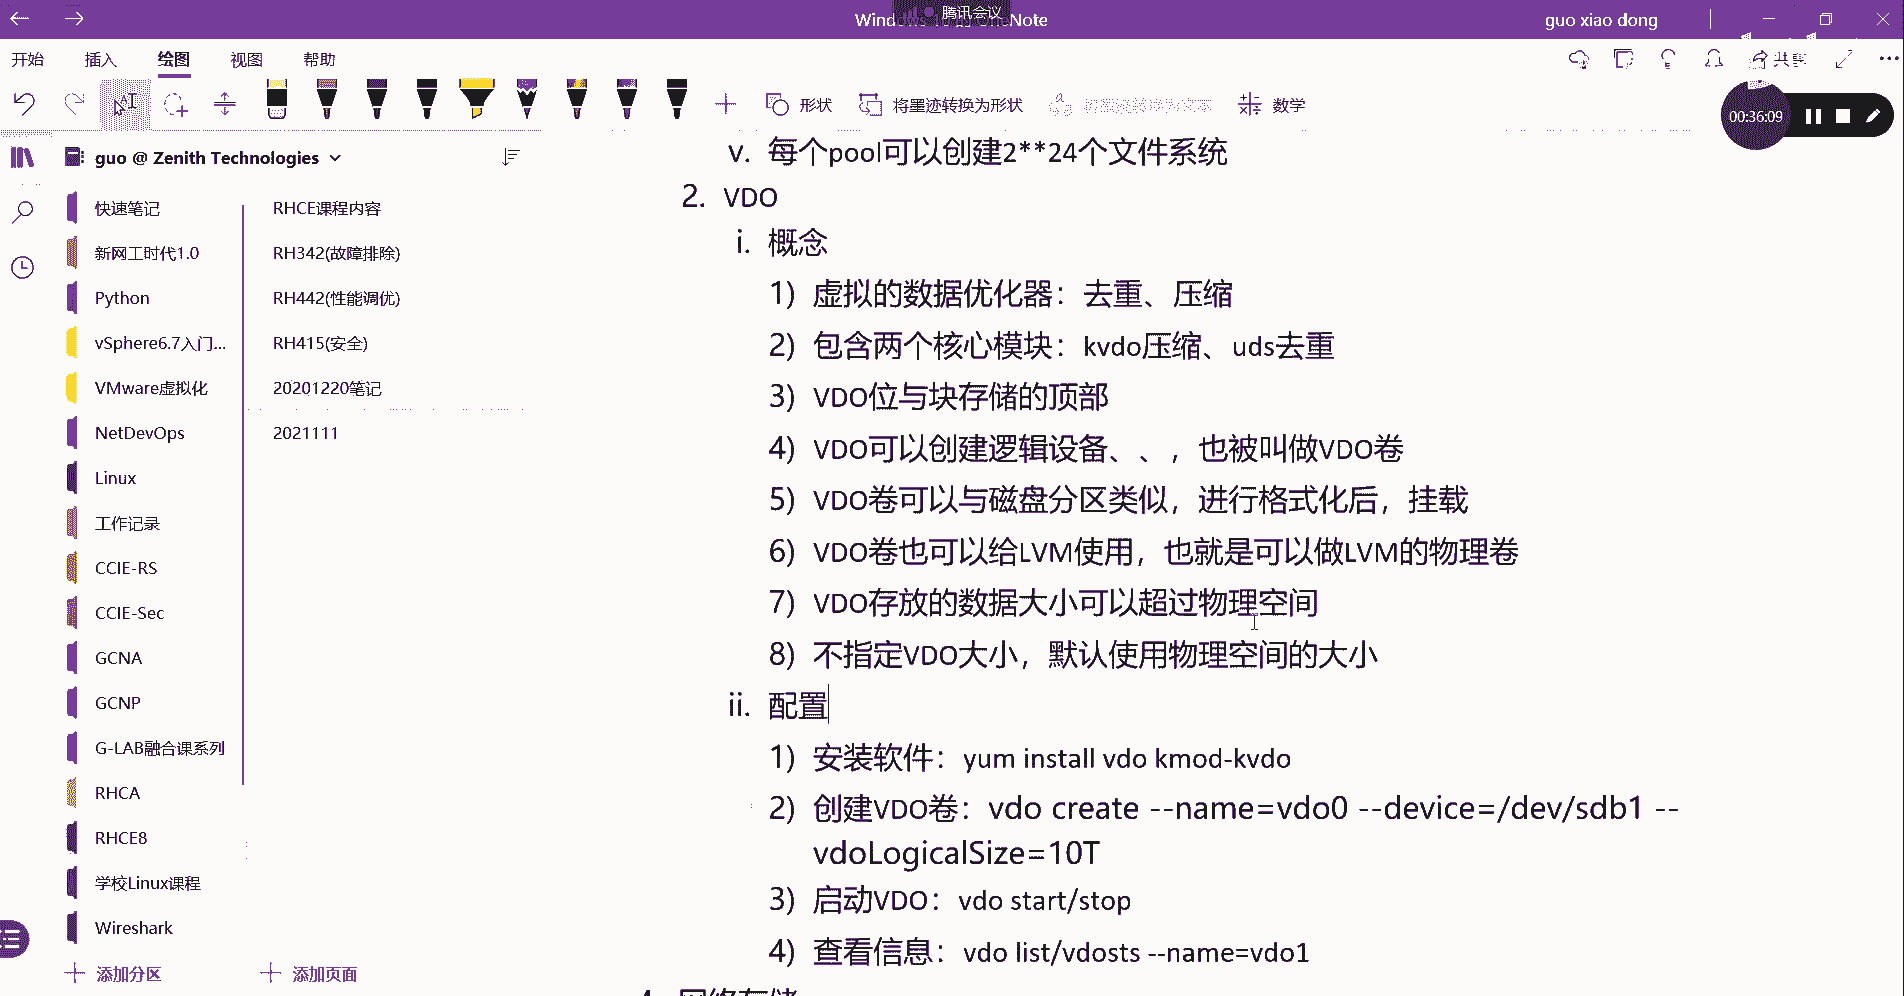 腾讯会议
Note
guo xiao dong
开始 插入 绘图 视图 帮助
共享
形状 将墨迹转换为形状 数学
00:36:09
guo @ Zenith Technologies
快速笔记
新网工时代1.0
Python
vSphere6.7入门...
VMware虚拟化
NetDevOps
Linux
工作记录
CCIE-RS
CCIE-Sec
GCNA
GCNP
G-LAB融合课系列
RHCA
RHCE8
学校Linux课程
Wireshark
添加分区
RHCE课程内容
RH342(故障排除)
RH442(性能调优)
RH415(安全)
20201220笔记
2021111
添加页面
v. 每个pool可以创建2**24个文件系统
2. VDO
i. 概念
1) 虚拟的数据优化器：去重、压缩
2) 包含两个核心模块：kvdo压缩、uds去重
3) VDO位与块存储的顶部
4) VDO可以创建逻辑设备、、，也被叫做VDO卷
5) VDO卷可以与磁盘分区类似，进行格式化后，挂载
6) VDO卷也可以给LVM使用，也就是可以做LVM的物理卷
7) VDO存放的数据大小可以超过物理空间
8) 不指定VDO大小，默认使用物理空间的大小
ii. 配置
1) 安装软件：yum install vdo kmod-kvdo
2) 创建VDO卷：vdo create --name=vdo0 --device=/dev/sdb1 --
vdoLogicalSize=10T
3) 启动VDO：vdo start/stop
4) 查看信息：vdo list/vdosts --name=vdo1